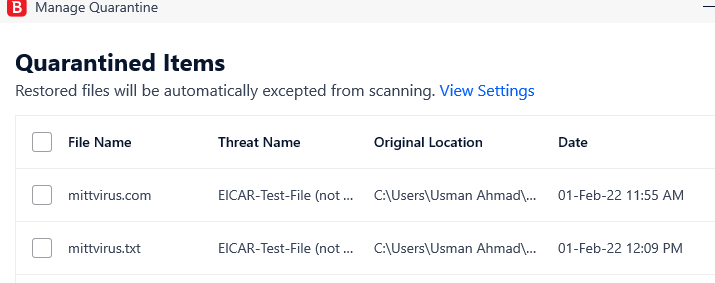 B Manage Quarantine
Quarantined Items
Restored files will be automatically excepted from scanning. View Settings
File Name Threat Name Original Location Date
mittvirus.com EICAR-Test-File (not ... C:\Users\Usman Ahmad\... 01-Feb-22 11:55 AM
mittvirus.txt EICAR-Test-File (not ... C:\Users\Usman Ahmad\... 01-Feb-22 12:09 PM